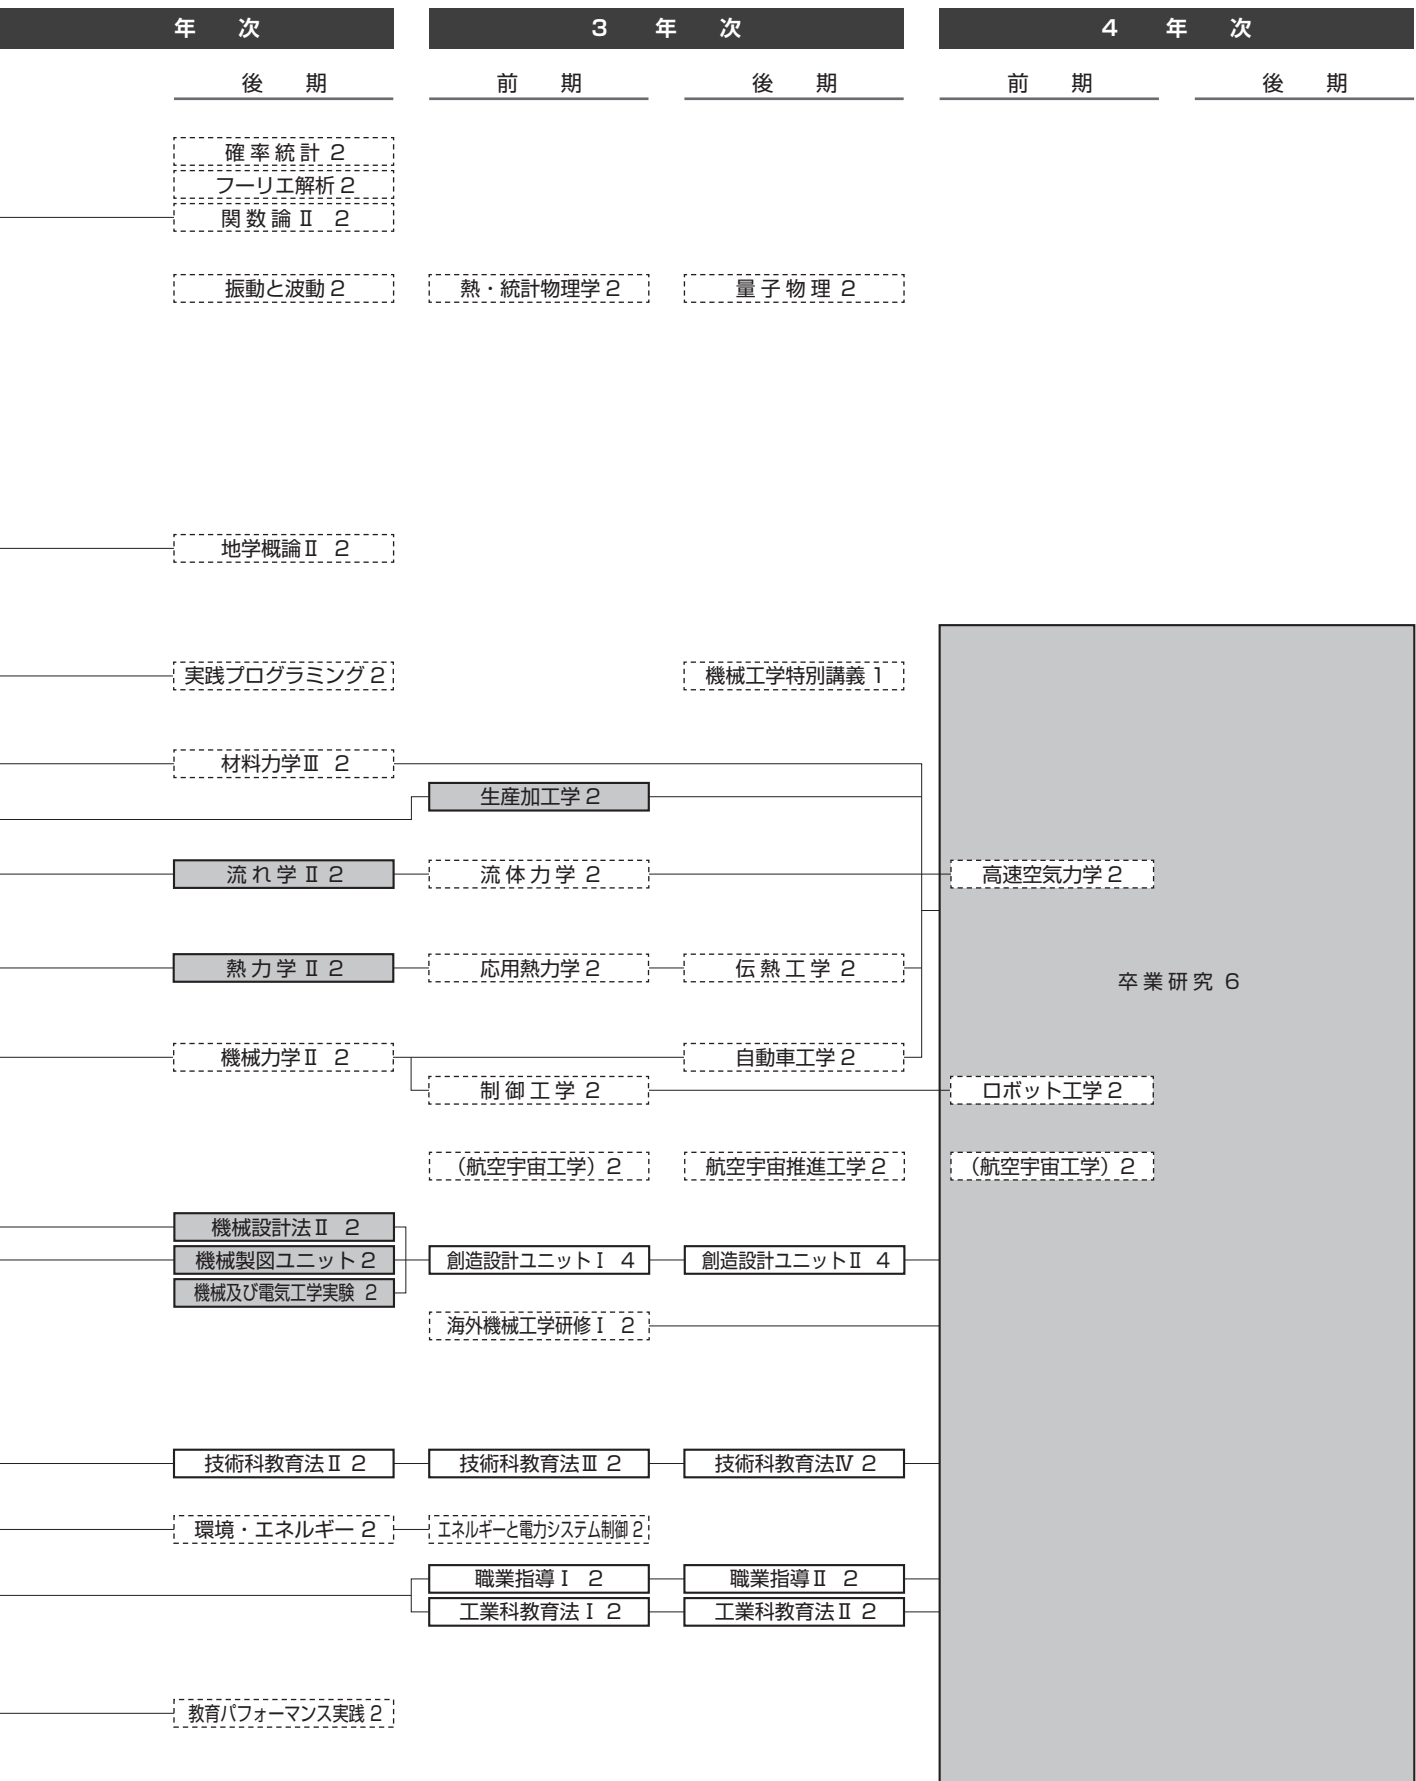 年次 3年次 4年次
後期 前期 後期 前期 後期
確率統計 2
フーリエ解析 2
関数論Ⅱ 2
振動と波動 2 熱・統計物理学 2 量子物理 2
地学概論Ⅱ 2
実践プログラミング 2 機械工学特別講義 1
材料力学Ⅲ 2
生産加工学 2
流れ学Ⅱ 2 流体力学 2 高速空気力学 2
熱力学Ⅱ 2 応用熱力学 2 伝熱工学 2
卒業研究 6
機械力学Ⅱ 2 自動車工学 2
制御工学 2 ロボット工学 2
（航空宇宙工学）2 航空宇宙推進工学 2 （航空宇宙工学）2
機械設計法Ⅱ 2
機械製図ユニット 2 創造設計ユニットⅠ 4 創造設計ユニットⅡ 4
機械及び電気工学実験 2
海外機械工学研修Ⅰ 2
技術科教育法Ⅱ 2 技術科教育法Ⅲ 2 技術科教育法Ⅳ 2
環境・エネルギー 2 エネルギーと電力システム制御 2
職業指導Ⅰ 2 職業指導Ⅱ 2
工業科教育法Ⅰ 2 工業科教育法Ⅱ 2
教育パフォーマンス実践 2